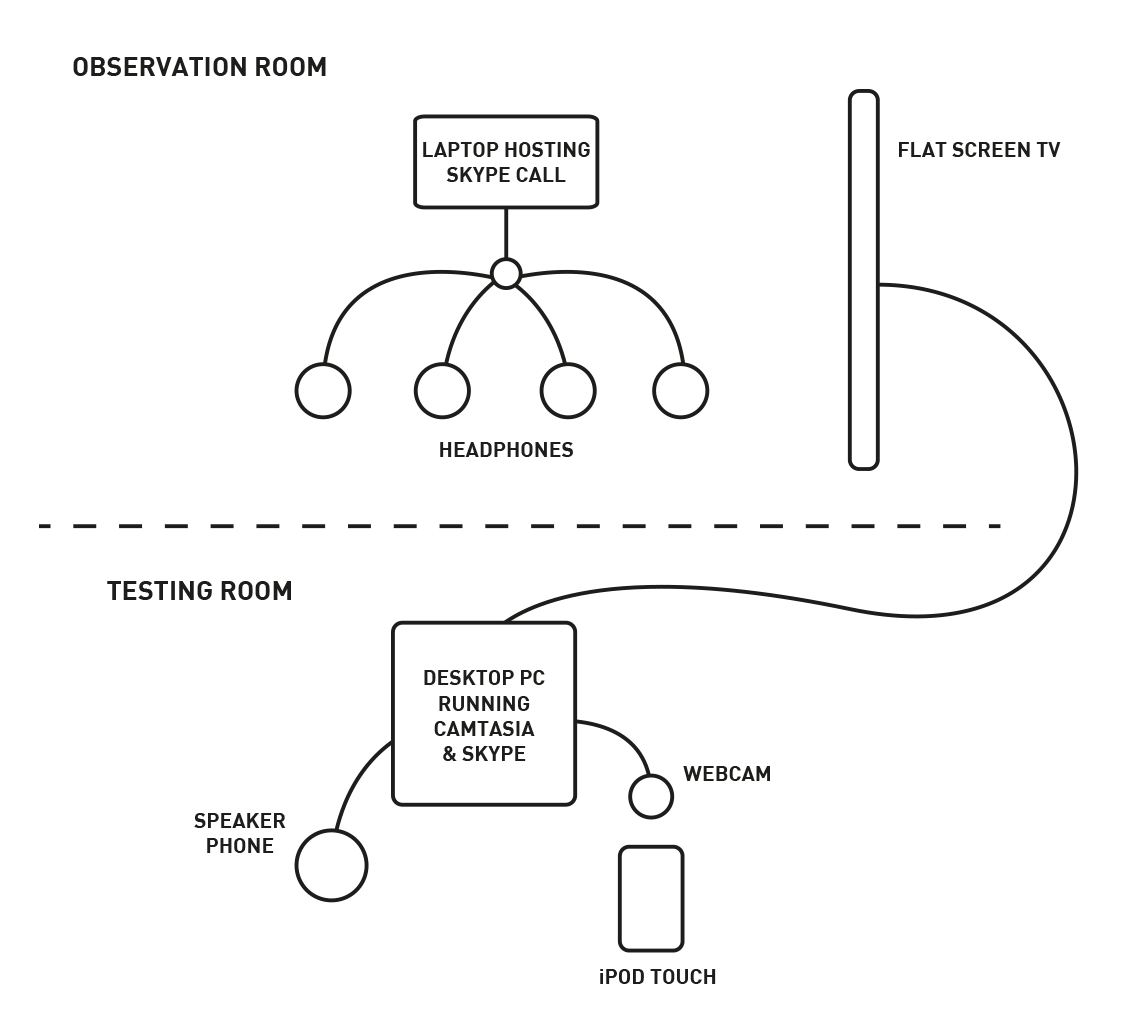 OBSERVATION ROOM
LAPTOP HOSTING
SKYPE CALL
FLAT SCREEN TV
HEADPHONES
TESTING ROOM
DESKTOP PC
RUNNING
CAMTASIA
& SKYPE
WEBCAM
SPEAKER
PHONE
iPOD TOUCH